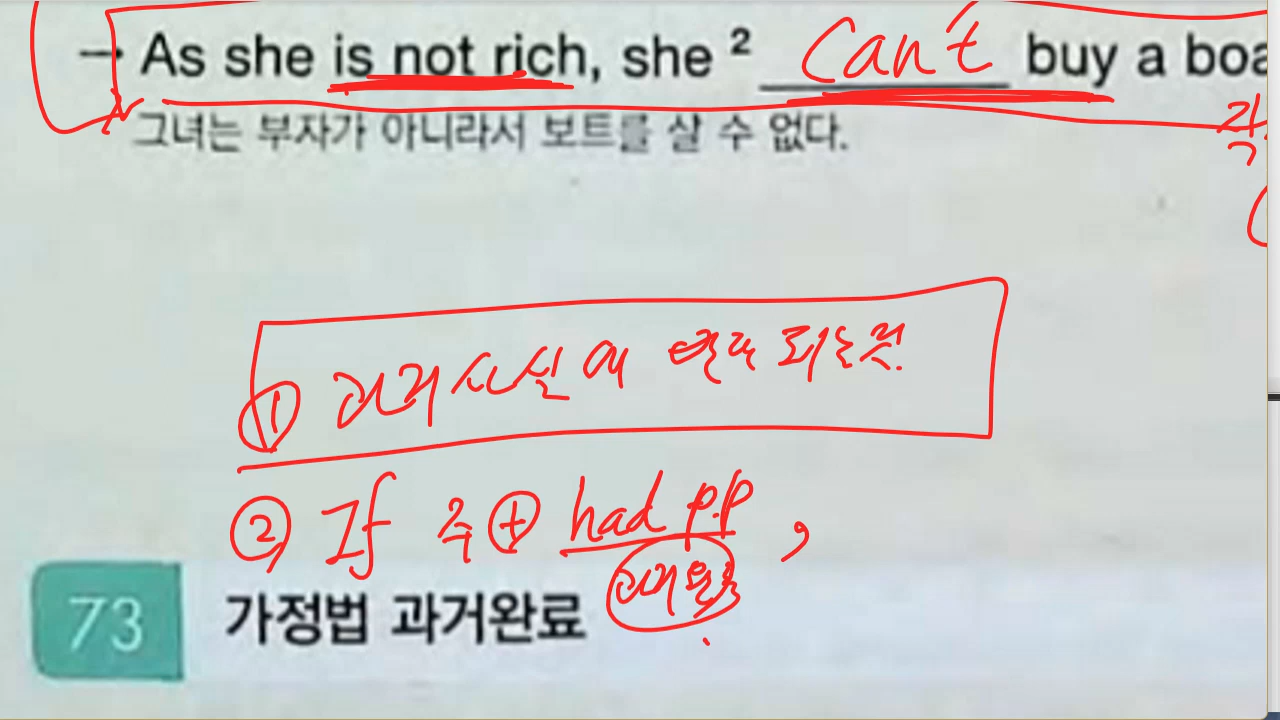 → As she is not rich, she ² can't buy a boa
그녀는 부자가 아니라서 보트를 살 수 없다.
① 과거 사실에 반대 되는 것.
② If 주 + had p.p ,
과거완료
73 가정법 과거완료